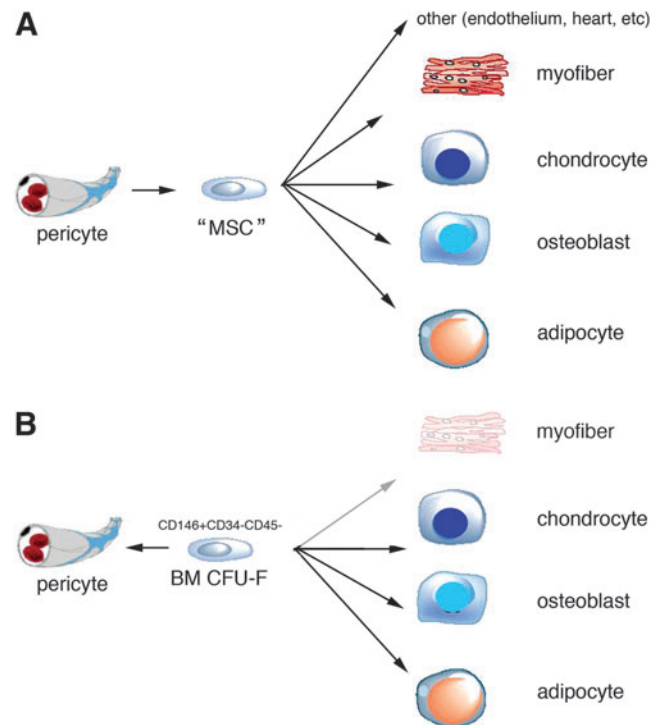 A
other (endothelium, heart, etc)
myofiber
chondrocyte
pericyte
“MSC”
osteoblast
adipocyte
B
myofiber
CD146+CD34-CD45-
chondrocyte
pericyte
BM CFU-F
osteoblast
adipocyte